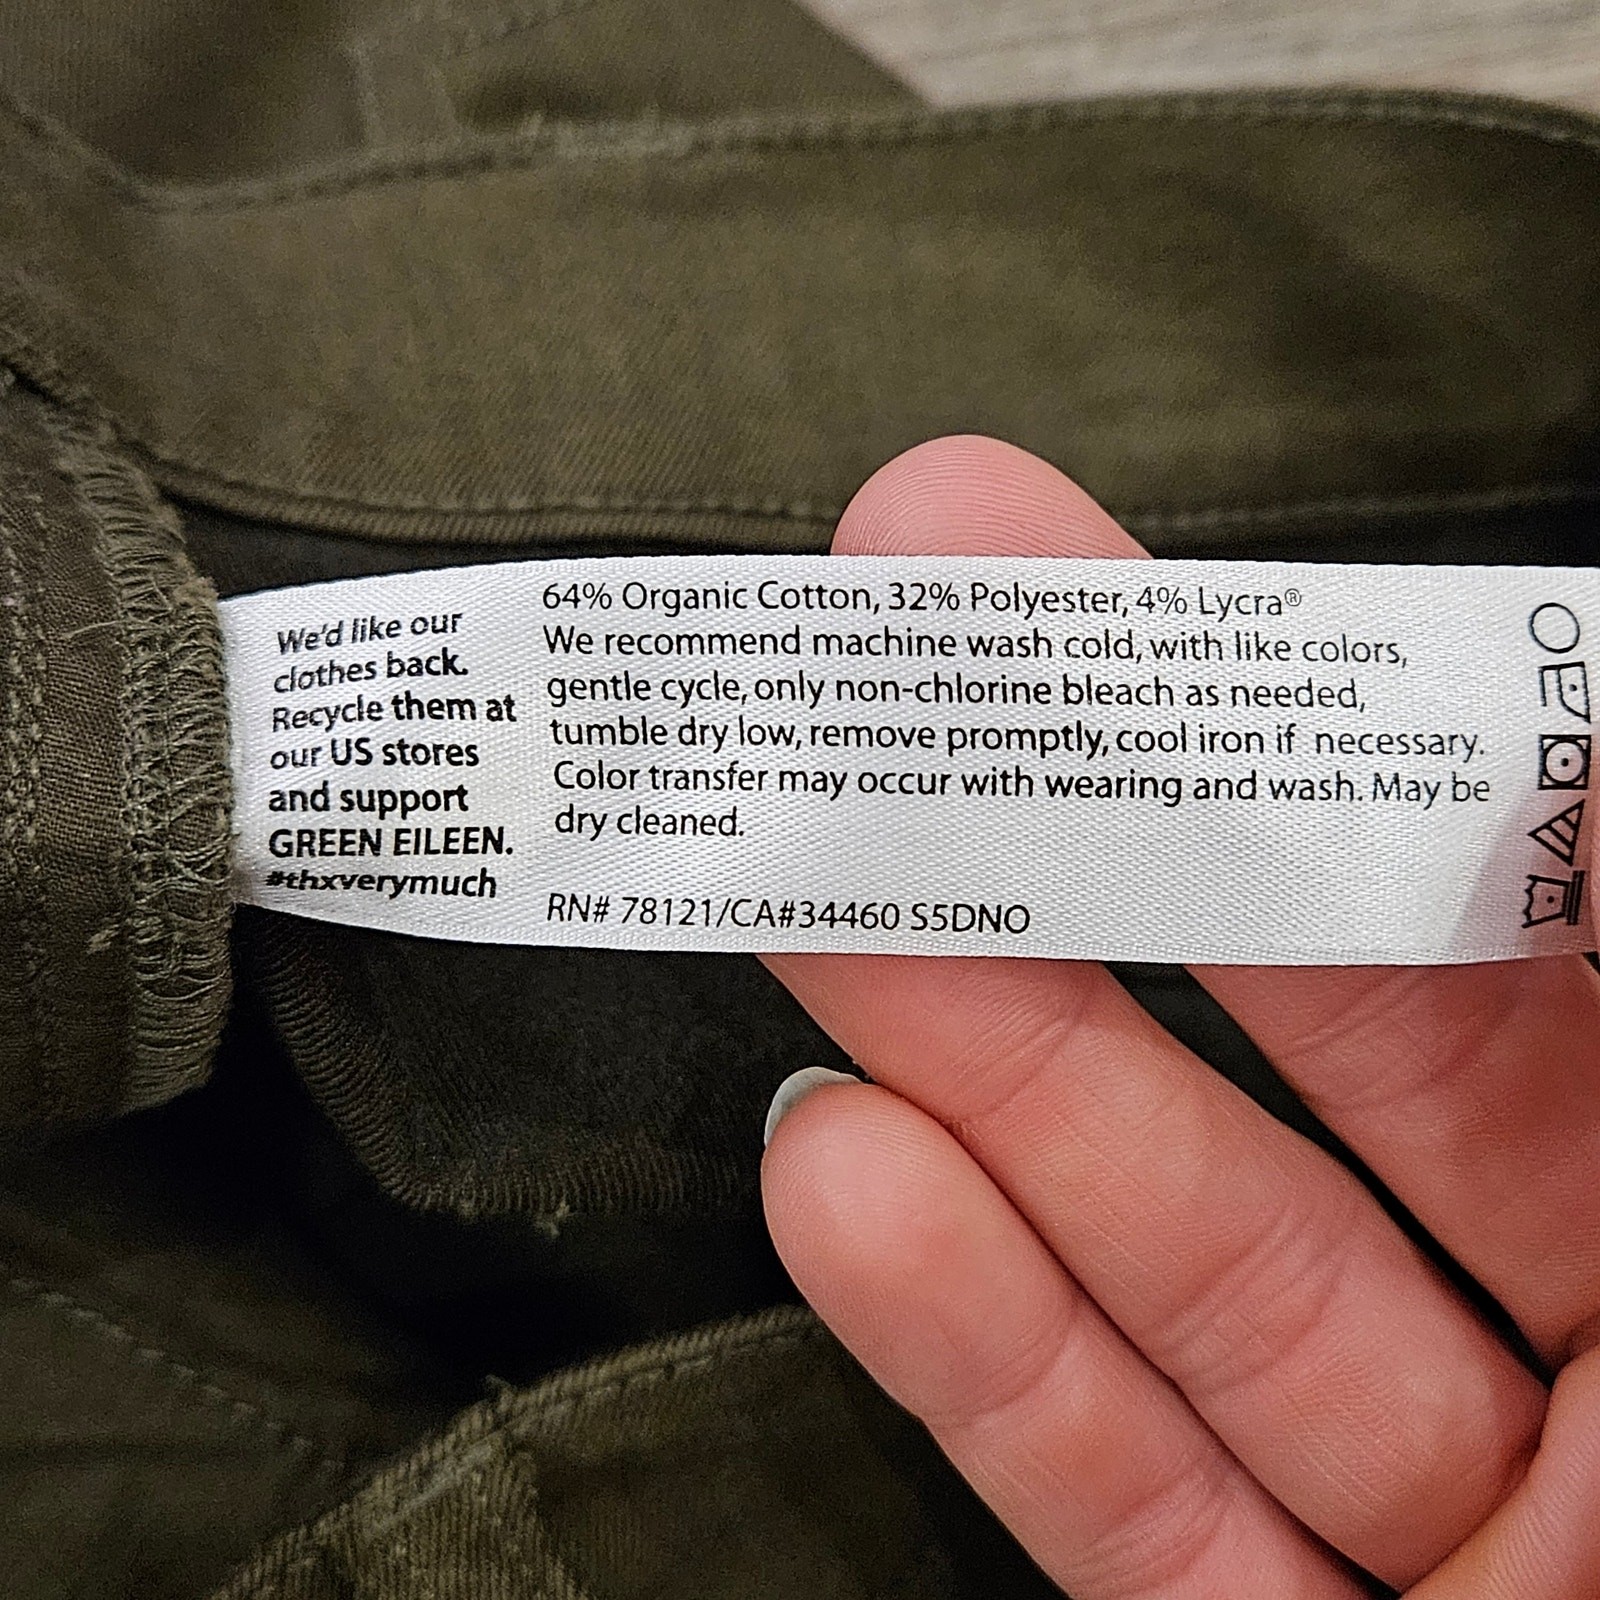 We'd like our
clothes back.
Recycle them at
our US stores
and support
GREEN EILEEN.
#thxverymuch
64% Organic Cotton, 32% Polyester, 4% Lycra®
We recommend machine wash cold, with like colors,
gentle cycle, only non-chlorine bleach as needed,
tumble dry low, remove promptly, cool iron if necessary.
Color transfer may occur with wearing and wash. May be
dry cleaned.
RN# 78121/CA#34460 S5DNO